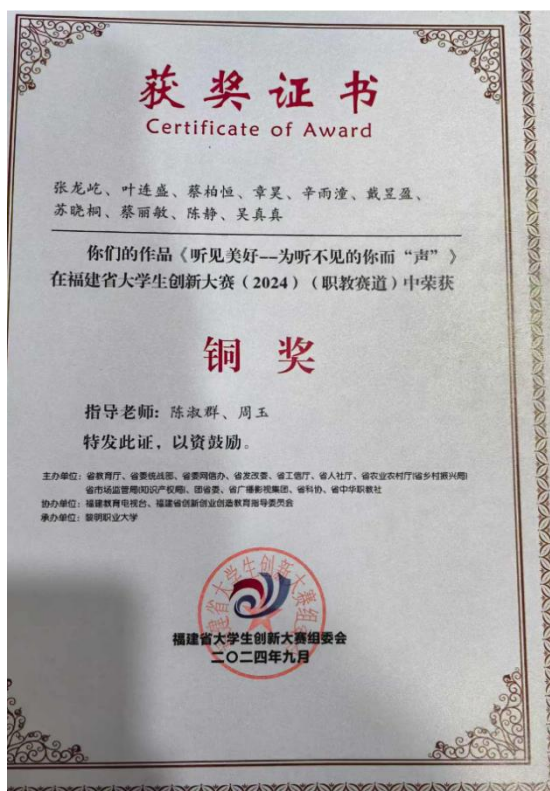 获奖证书
Certificate of Award
张龙屹、叶连盛、蔡柏恒、章昊、辛雨潼、戴昱盈、
苏晓桐、蔡丽敏、陈静、吴真真
你们的作品《听见美好--为听不见的你而“声”》
在福建省大学生创新大赛（2024）（职教赛道）中荣获
铜奖
指导老师：陈淑群、周玉
特发此证，以资鼓励。
主办单位：省教育厅、省委统战部、省委网信办、省发改委、省工信厅、省人社厅、省农业农村厅(省乡村振兴局)
省市场监管局(知识产权局)、团省委、省广播影视集团、省科协、省中华职教社
协办单位：福建教育电视台、福建省创新创业创造教育指导委员会
承办单位：黎明职业大学
福建省大学生创新大赛组委会
二〇二四年九月